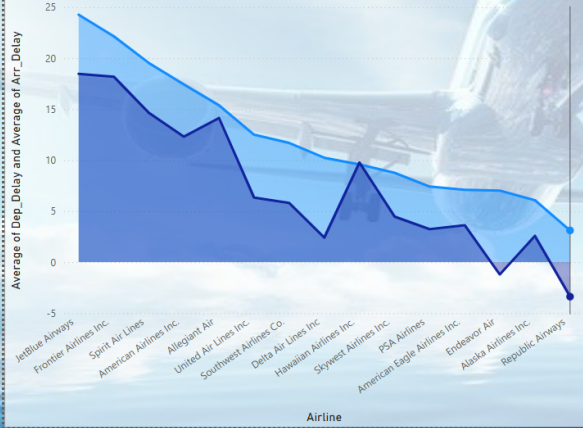 Average of Dep_Delay and Average of Arr_Delay
25
20
15
10
5
0
-5
JetBlue Airways
Frontier Airlines Inc.
Spirit Air Lines
American Airlines Inc.
Allegiant Air
United Air Lines Inc.
Southwest Airlines Co.
Delta Air Lines Inc
Hawaiian Airlines Inc.
Skywest Airlines Inc.
PSA Airlines
American Eagle Airlines Inc.
Endeavor Air
Alaska Airlines Inc.
Republic Airways
Airline